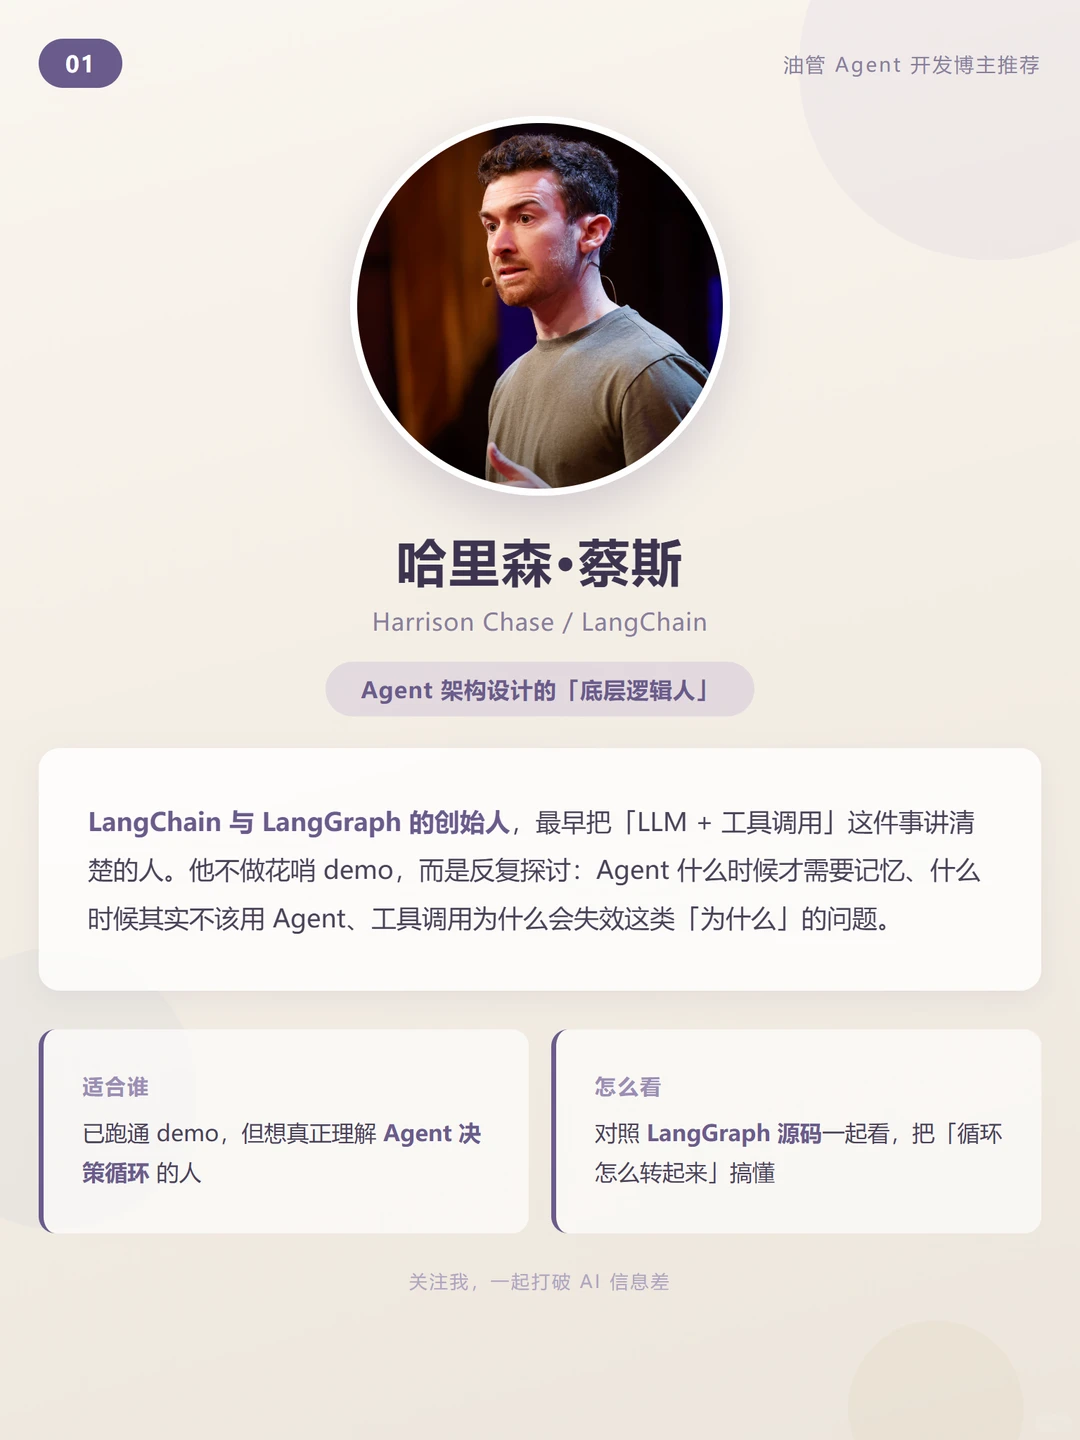 01
油管 Agent 开发博主推荐
哈里森·蔡斯
Harrison Chase / LangChain
Agent 架构设计的「底层逻辑人」
LangChain 与 LangGraph 的创始人，最早把「LLM + 工具调用」这件事讲清
楚的人。他不做花哨 demo，而是反复探讨：Agent 什么时候才需要记忆、什么
时候其实不该用 Agent、工具调用为什么会失效这类「为什么」的问题。
适合谁
已跑通 demo，但想真正理解 Agent 决
策循环 的人
怎么看
对照 LangGraph 源码一起看，把「循环
怎么转起来」搞懂
关注我，一起打破 AI 信息差